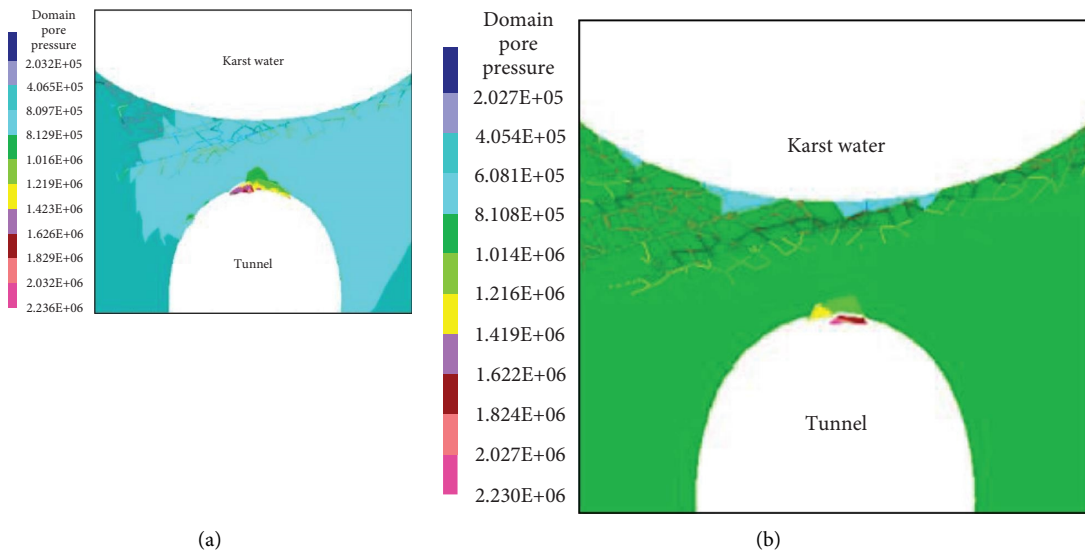 Domain
pore
pressure
2.032E+05
4.065E+05
8.097E+05
8.129E+05
1.016E+06
1.219E+06
1.423E+06
1.626E+06
1.829E+06
2.032E+06
2.236E+06
Karst water
Tunnel
(a)
Domain
pore
pressure
2.027E+05
4.054E+05
6.081E+05
8.108E+05
1.014E+06
1.216E+06
1.419E+06
1.622E+06
1.824E+06
2.027E+06
2.230E+06
Karst water
Tunnel
(b)